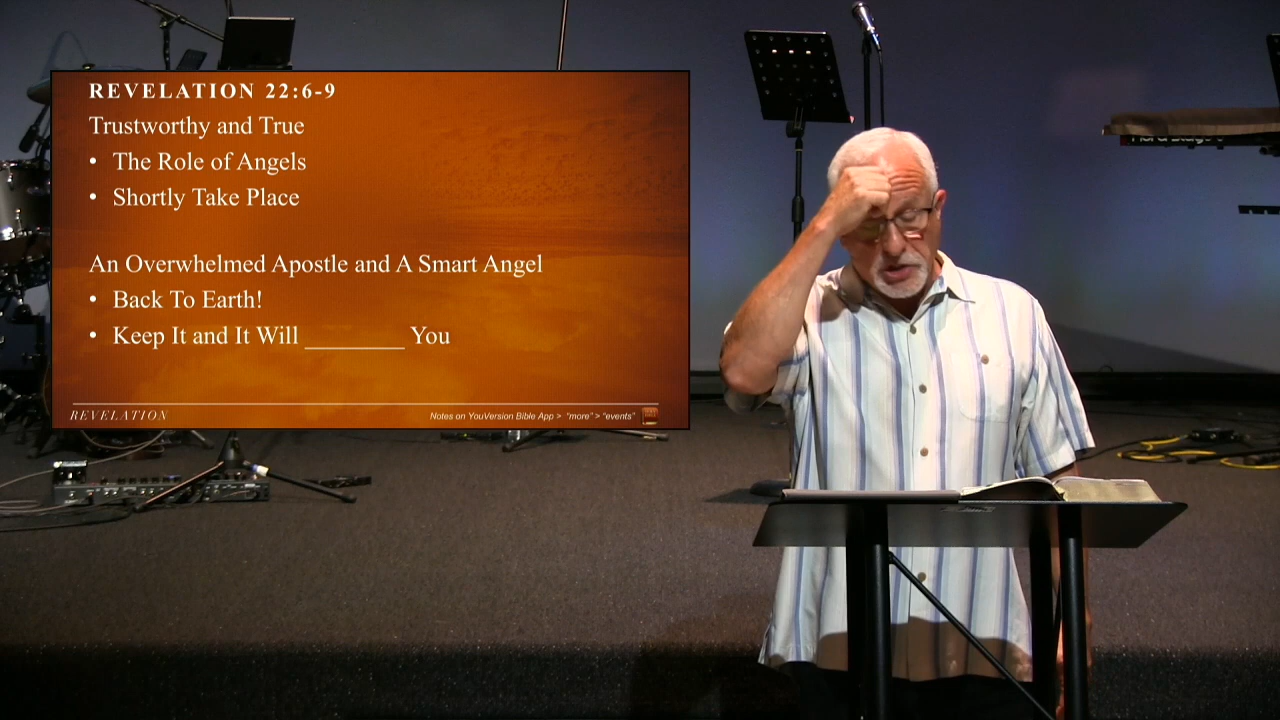 REVELATION 22:6-9
Trustworthy and True
• The Role of Angels
• Shortly Take Place
An Overwhelmed Apostle and A Smart Angel
• Back To Earth!
• Keep It and It Will ________ You
REVELATION
Notes on YouVersion Bible App > "more" > "events"